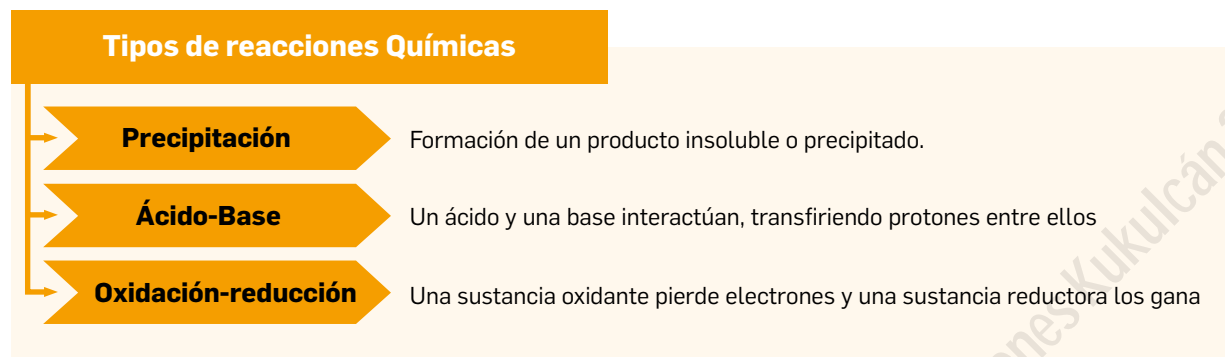 Tipos de reacciones Químicas
Precipitación
Formación de un producto insoluble o precipitado.
Ácido-Base
Un ácido y una base interactúan, transfiriendo protones entre ellos
Oxidación-reducción
Una sustancia oxidante pierde electrones y una sustancia reductora los gana